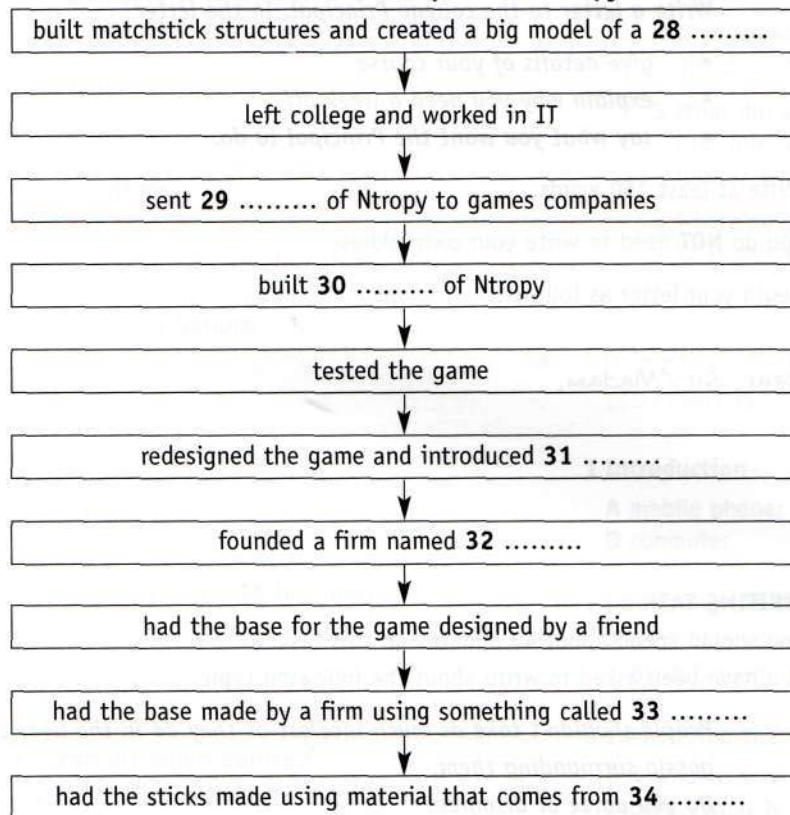 built matchstick structures and created a big model of a 28 .........
left college and worked in IT
sent 29 ......... of Ntropy to games companies
built 30 ......... of Ntropy
tested the game
redesigned the game and introduced 31 .........
founded a firm named 32 .........
had the base for the game designed by a friend
had the base made by a firm using something called 33 .........
had the sticks made using material that comes from 34 .........